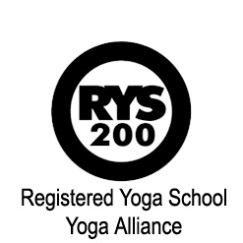 RYS
200
Registered Yoga School
Yoga Alliance